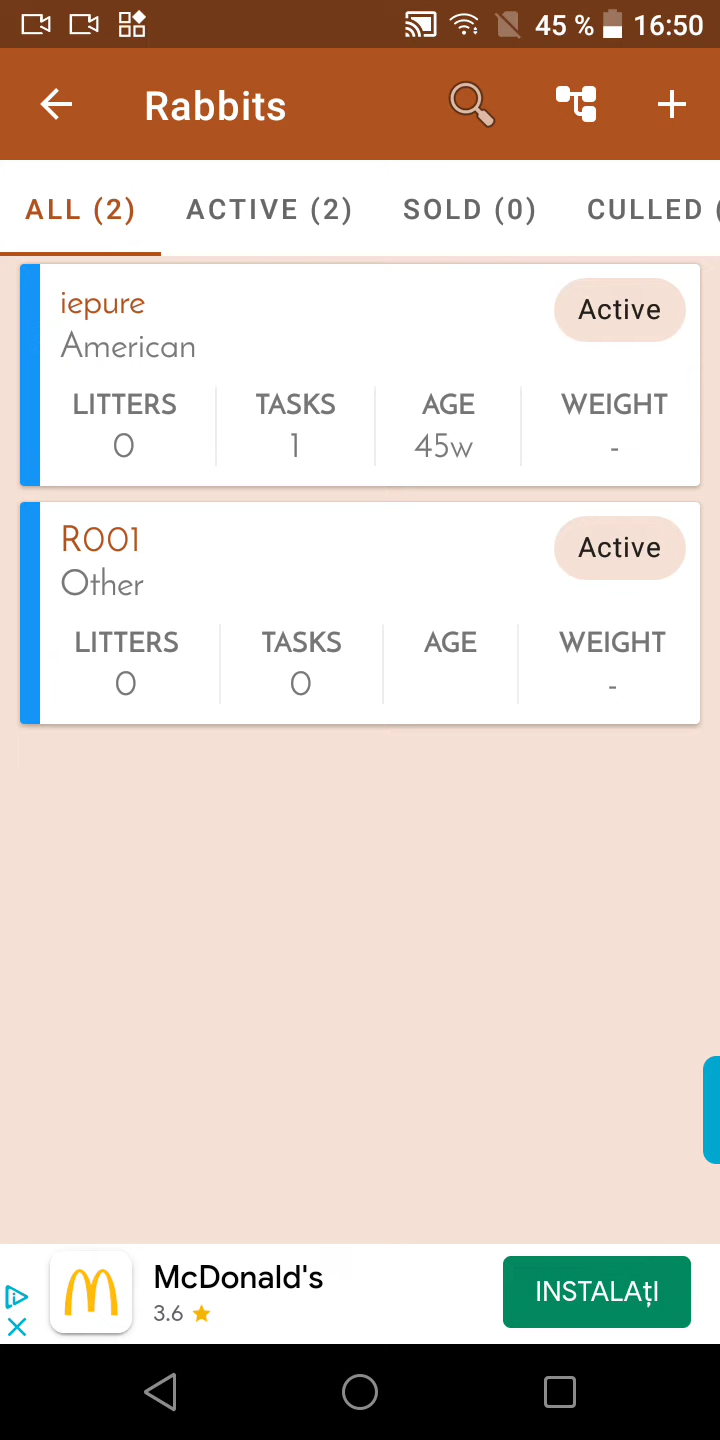 45 % 16:50
Rabbits
ALL (2) ACTIVE (2) SOLD (0) CULLED (
iepure Active
American
LITTERS TASKS AGE WEIGHT
0 1 45w -
R001 Active
Other
LITTERS TASKS AGE WEIGHT
0 0 -
McDonald's
3.6
INSTALAțI